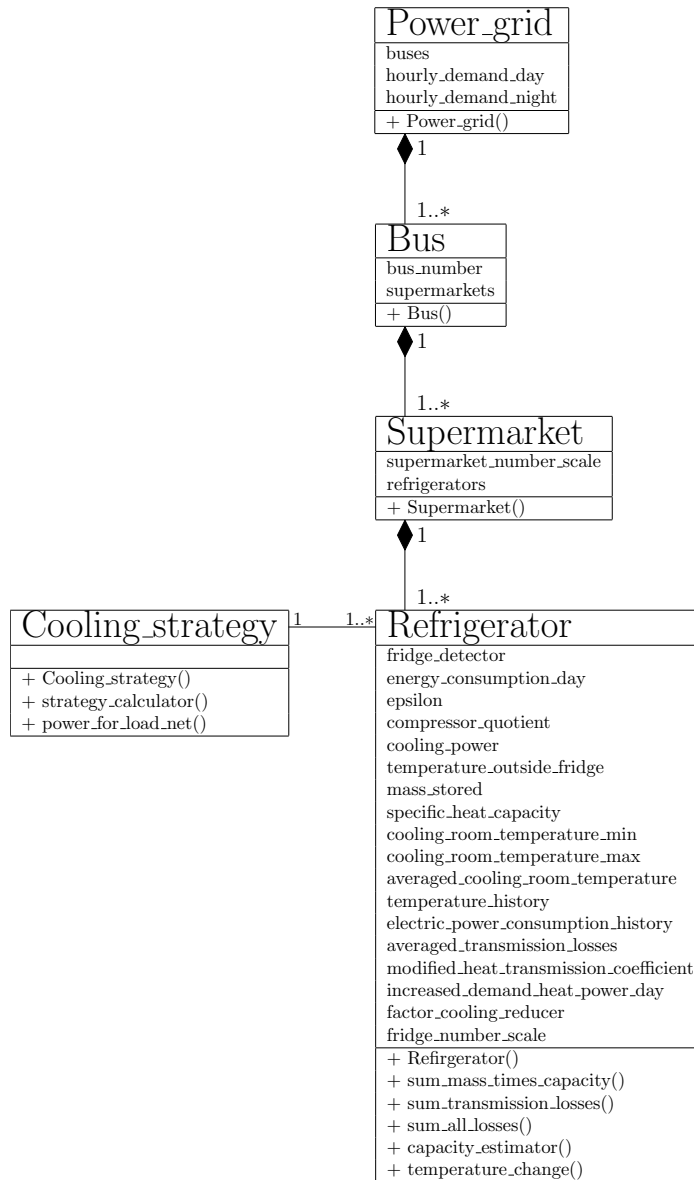 Power_grid
buses
hourly_demand_day
hourly_demand_night
+ Power_grid()
1
1..*
Bus
bus_number
supermarkets
+ Bus()
1
1..*
Supermarket
supermarket_number_scale
refrigerators
+ Supermarket()
1
1..*
Cooling_strategy
+ Cooling_strategy()
+ strategy_calculator()
+ power_for_load_net()
1
1..*
Refrigerator
fridge_detector
energy_consumption_day
epsilon
compressor_quotient
cooling_power
temperature_outside_fridge
mass_stored
specific_heat_capacity
cooling_room_temperature_min
cooling_room_temperature_max
averaged_cooling_room_temperature
temperature_history
electric_power_consumption_history
averaged_transmission_losses
modified_heat_transmission_coefficient
increased_demand_heat_power_day
factor_cooling_reducer
fridge_number_scale
+ Refirgerator()
+ sum_mass_times_capacity()
+ sum_transmission_losses()
+ sum_all_losses()
+ capacity_estimator()
+ temperature_change()